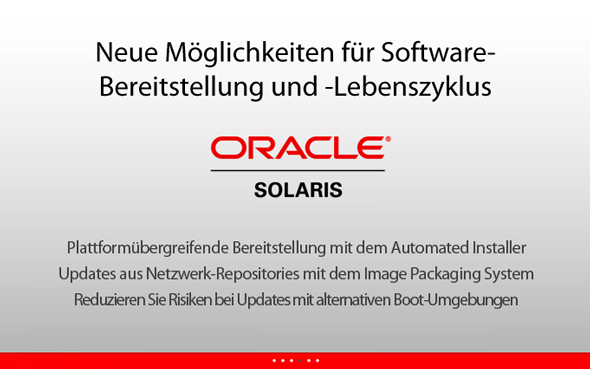 Neue Möglichkeiten für Software-
Bereitstellung und -Lebenszyklus
ORACLE®
SOLARIS
Plattformübergreifende Bereitstellung mit dem Automated Installer
Updates aus Netzwerk-Repositories mit dem Image Packaging System
Reduzieren Sie Risiken bei Updates mit alternativen Boot-Umgebungen